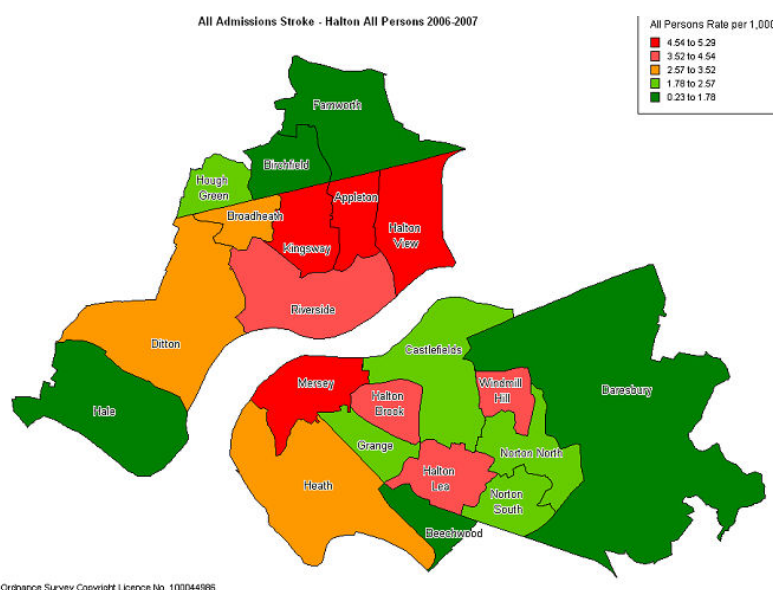 All Admissions Stroke - Halton All Persons 2006-2007
All Persons Rate per 1,000
4.54 to 5.29
3.52 to 4.54
2.57 to 3.52
1.78 to 2.57
0.23 to 1.78
Farnworth
Birchfield
Hough
Green
Appleton
Broadheath
Halton
View
Kingsway
Riverside
Ditton
Castlefields
Mersey
Windmill
Hill
Daresbury
Halton
Brook
Hale
Grange
Norton North
Halton
Lea
Heath
Norton
South
Beechwood
Ordnance Survey Copyright Licence No. 100044986